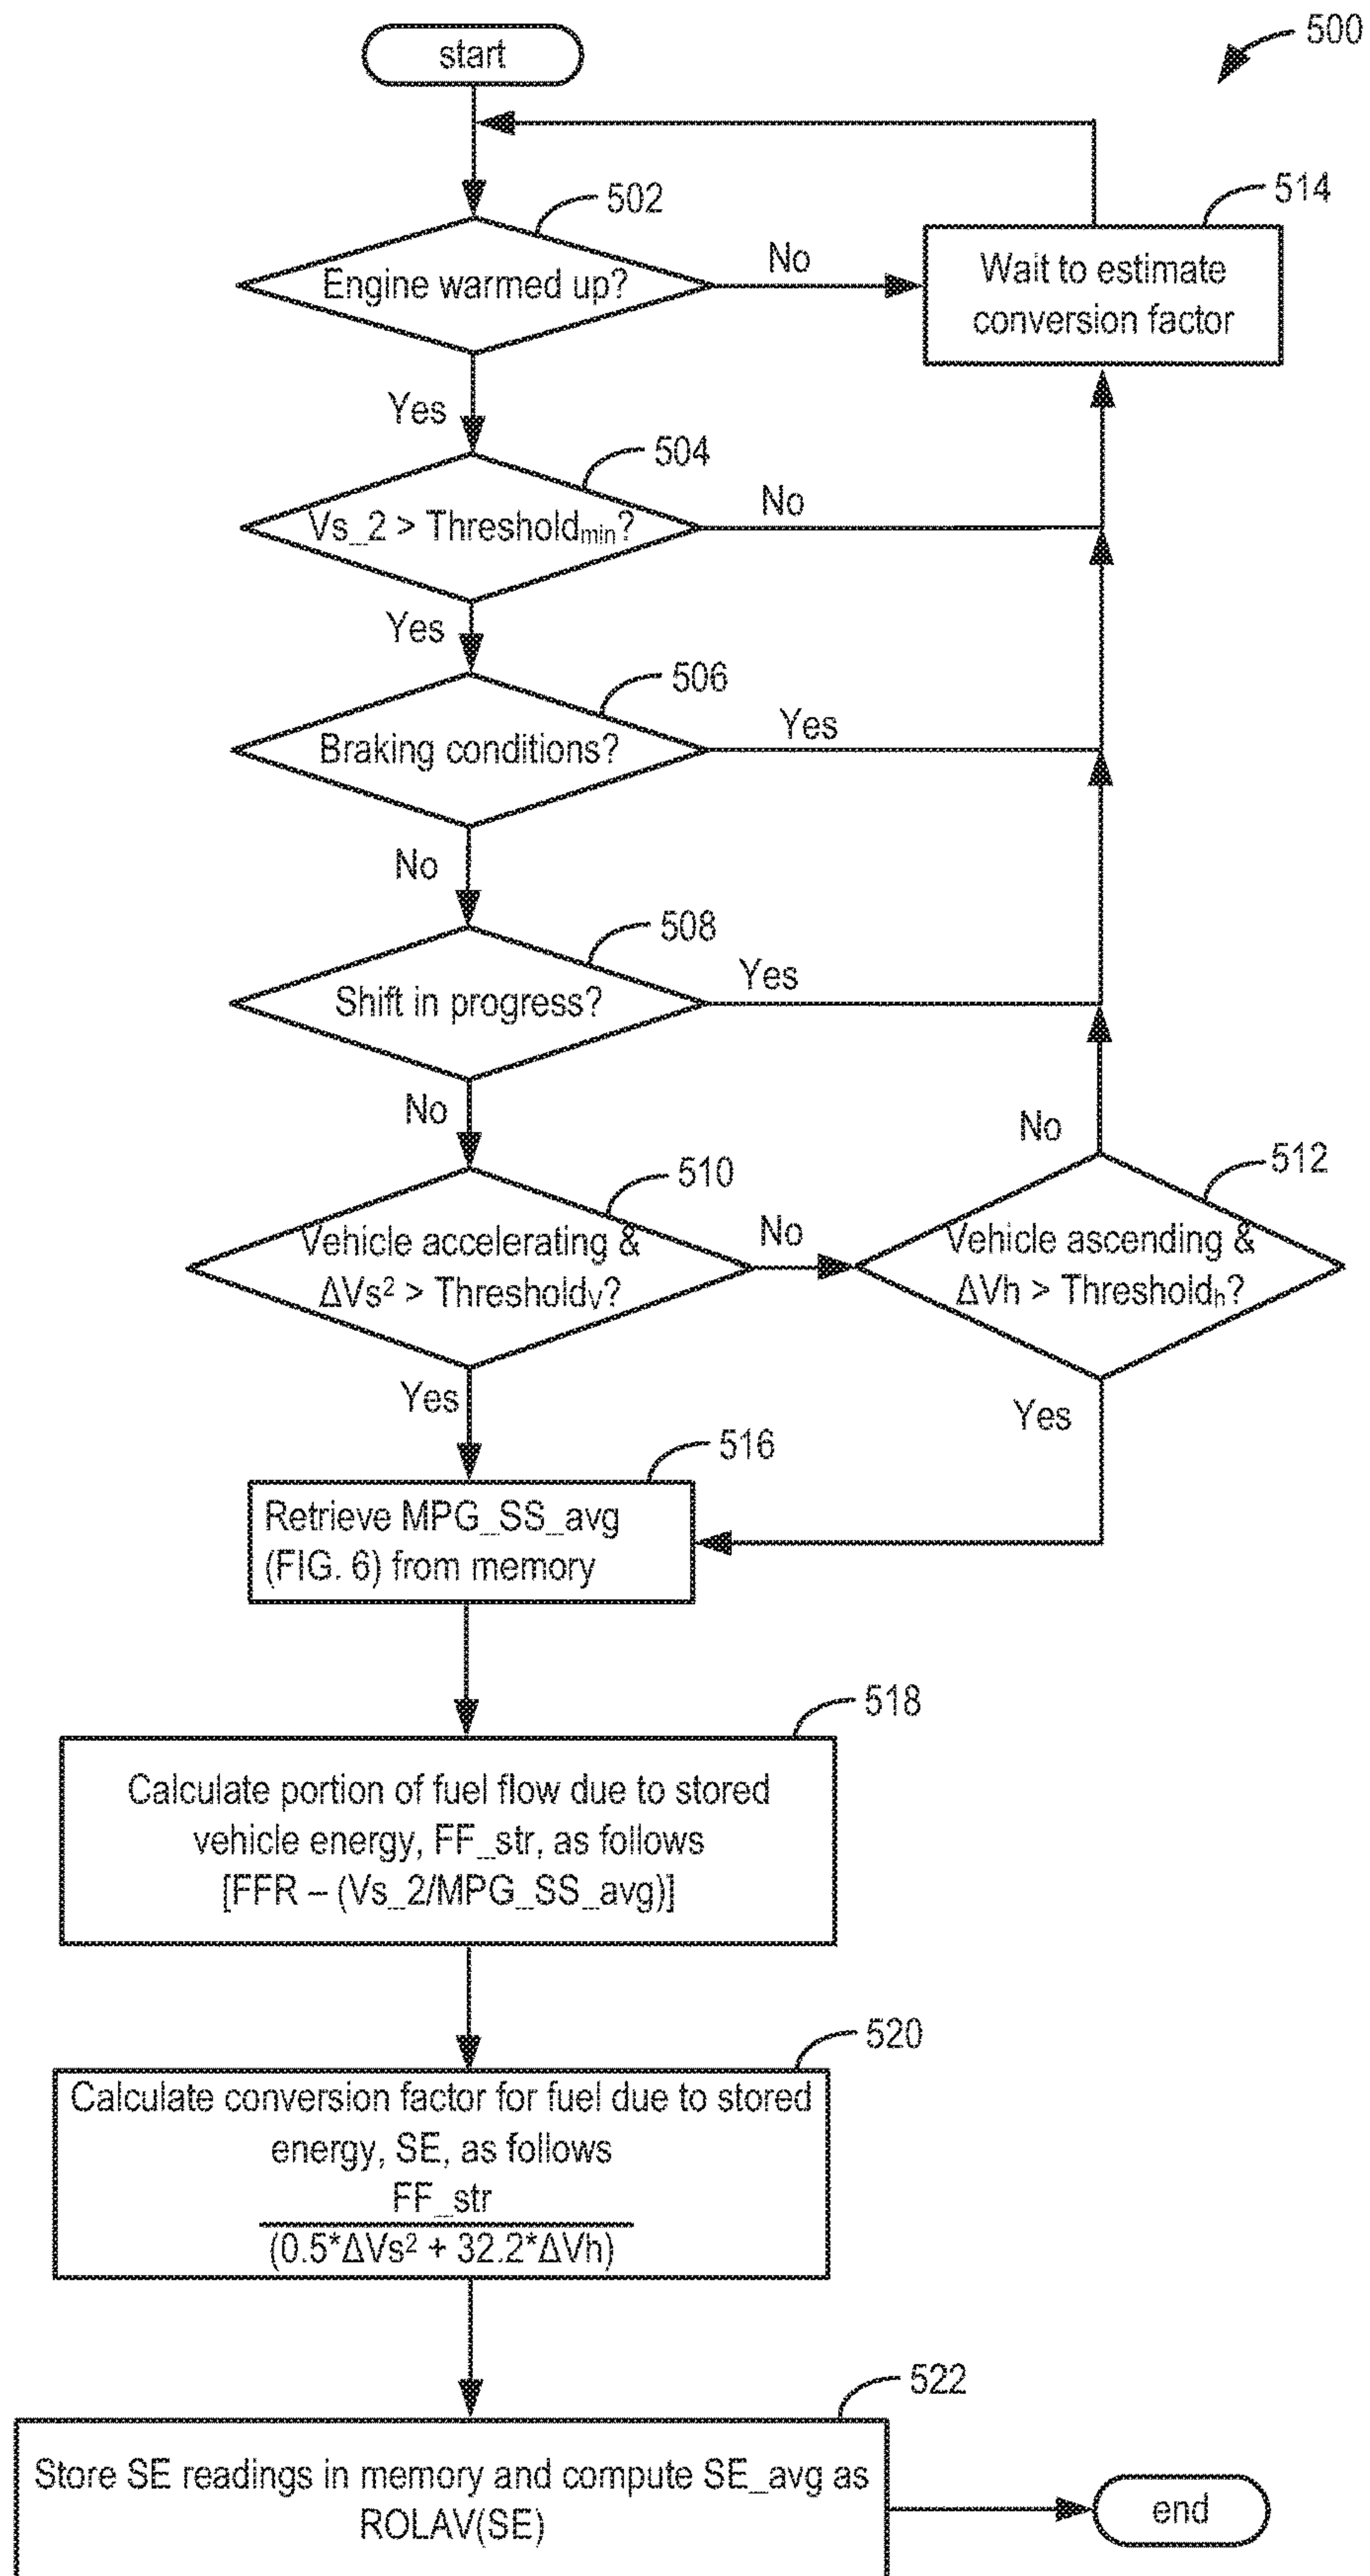 500
start
502
514
Engine warmed up?
No
Wait to estimate
conversion factor
Yes
504
Vs_2 > Thresholdmin?
No
Yes
506
Braking conditions?
Yes
No
508
Shift in progress?
Yes
No
510
Vehicle accelerating &
ΔVs² > ThresholdV?
No
No
512
Vehicle ascending &
ΔVh > Thresholdh?
Yes
Yes
516
Retrieve MPG_SS_avg
(FIG. 6) from memory
518
Calculate portion of fuel flow due to stored
vehicle energy, FF_str, as follows
[FFR – (Vs_2/MPG_SS_avg)]
520
Calculate conversion factor for fuel due to stored
energy, SE, as follows
FF_str
(0.5*ΔVs² + 32.2*ΔVh)
522
Store SE readings in memory and compute SE_avg as
ROLAV(SE)
end